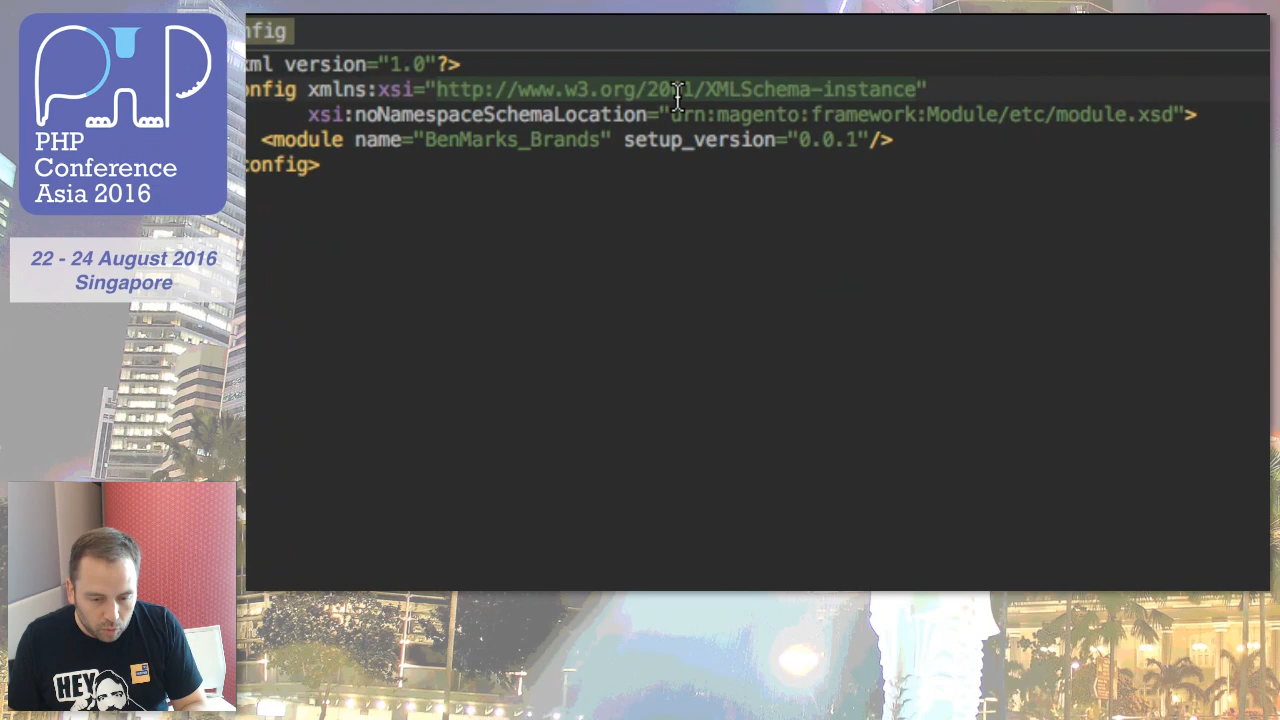 PHP
Conference
Asia 2016
22 - 24 August 2016
Singapore
nfig
xml version="1.0"?>
onfig xmlns:xsi="http://www.w3.org/2001/XMLSchema-instance"
xsi:noNamespaceSchemaLocation="urn:magento:framework:Module/etc/module.xsd">
<module name="BenMarks_Brands" setup_version="0.0.1"/>
config>
HEY